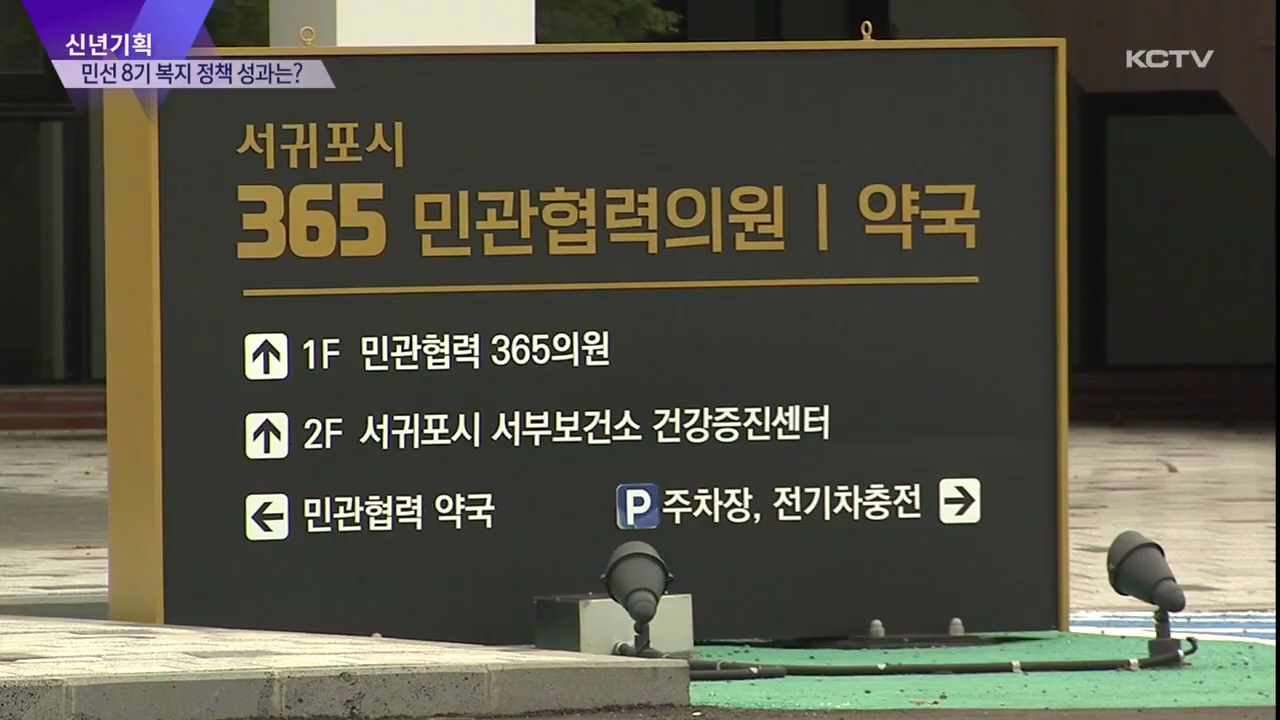 신년기획
민선 8기 복지 정책 성과는?
KCTV
서귀포시
365 민관협력의원 | 약국
1F 민관협력 365의원
2F 서귀포시 서부보건소 건강증진센터
민관협력 약국
P 주차장, 전기차충전